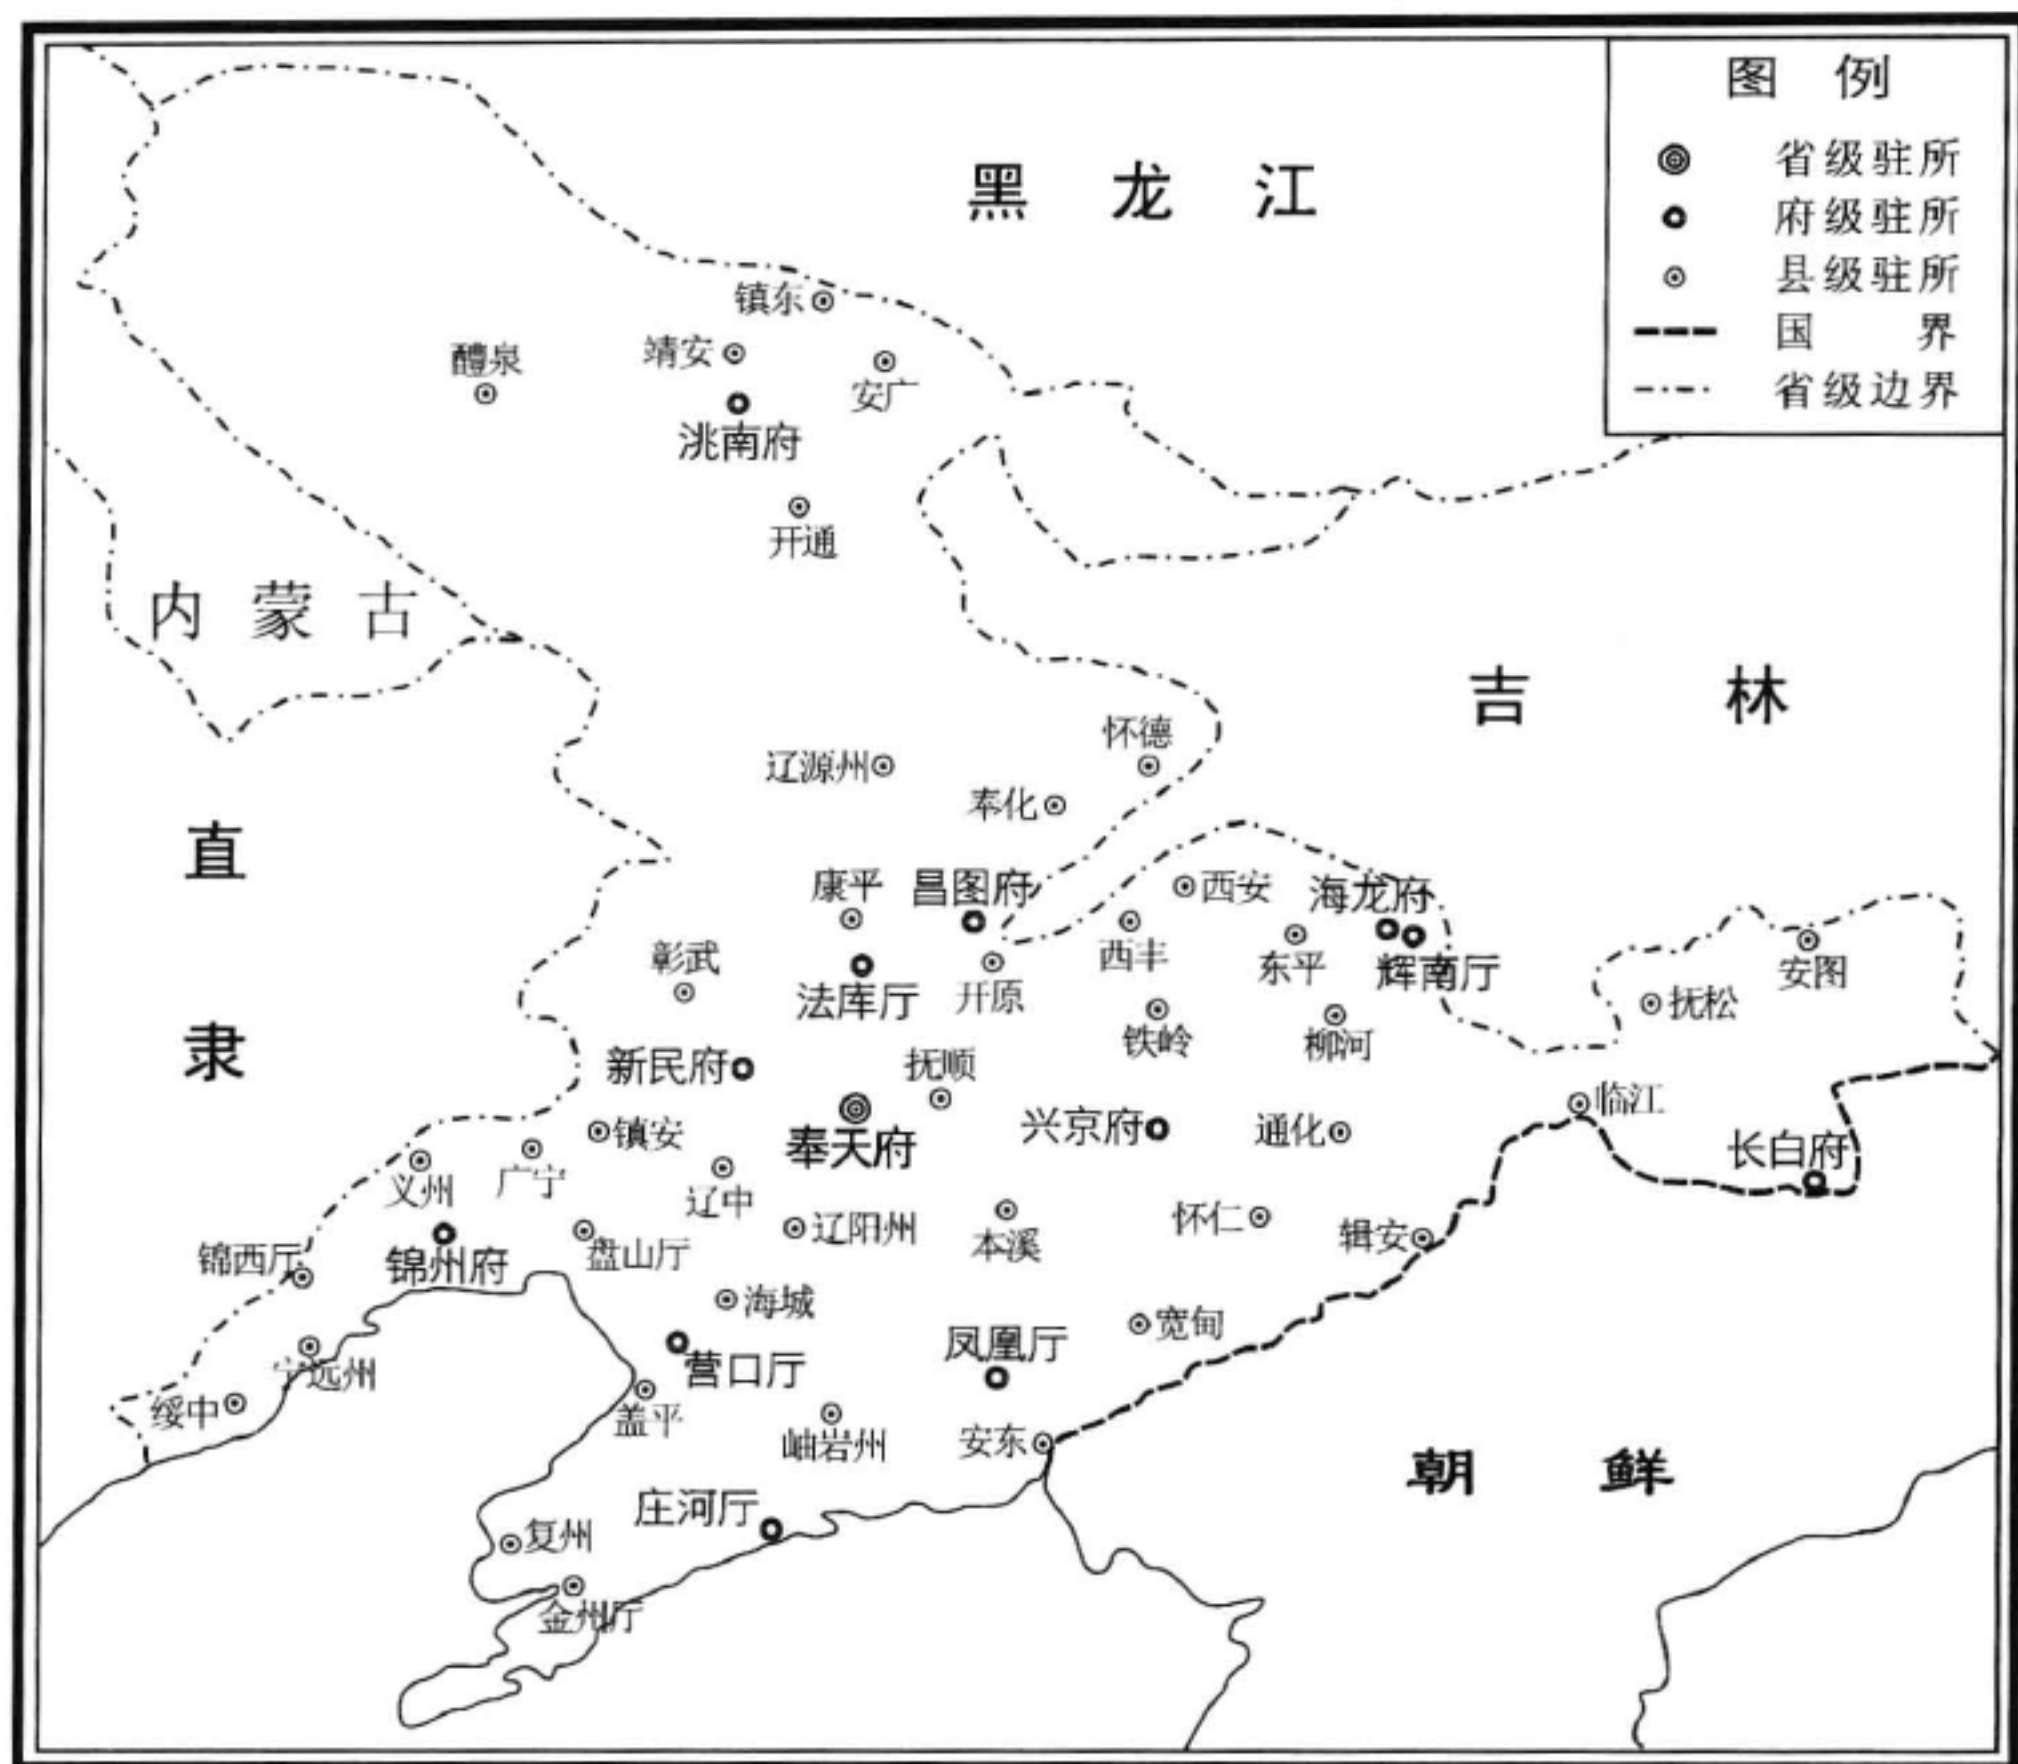 图 例
省级驻所
府级驻所
县级驻所
国 界
省级边界
黑 龙 江
镇东
靖安
醴泉
安广
洮南府
开通
内 蒙 古
吉 林
怀德
辽源州
奉化
直
隶
康平
昌图府
西安
海龙府
彰武
西丰
东平
辉南厅
安图
法库厅
开原
抚松
铁岭
柳河
新民府
抚顺
临江
镇安
奉天府
兴京府
通化
长白府
义州
广宁
辽中
辽阳州
本溪
怀仁
辑安
锦西厅
锦州府
盘山厅
海城
宽甸
凤凰厅
营口厅
宁远州
绥中
盖平
岫岩州
安东
朝 鲜
庄河厅
复州
金州厅